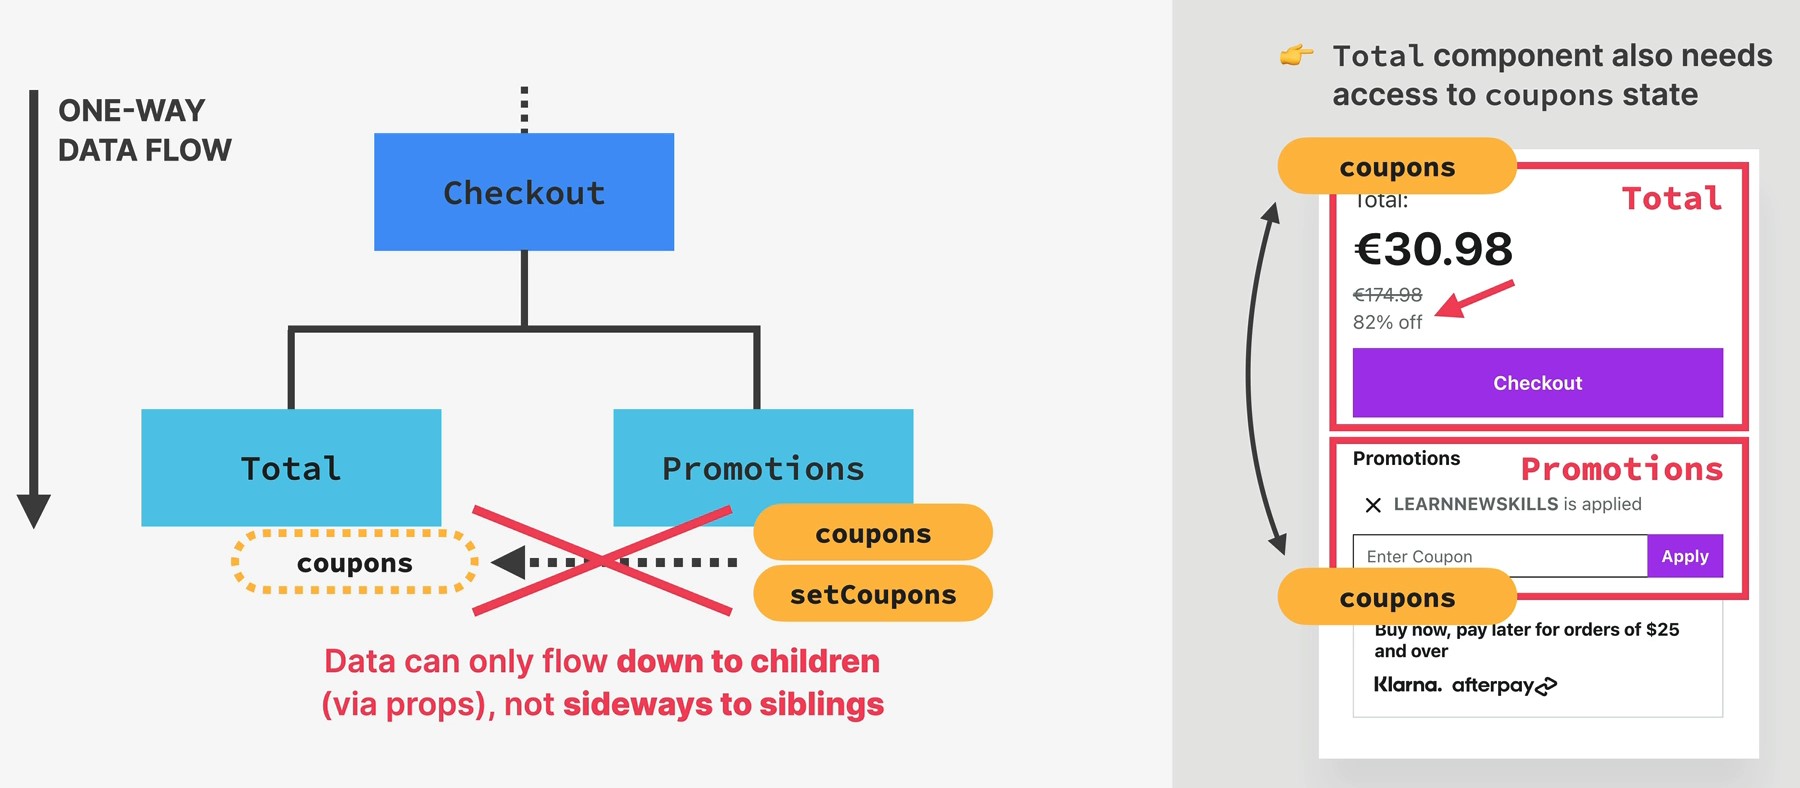 ONE-WAY
DATA FLOW
Checkout
Total
Promotions
coupons
coupons
setCoupons
Data can only flow down to children
(via props), not sideways to siblings
👉 Total component also needs
access to coupons state
coupons
Total:
Total
€30.98
€174.98
82% off
Checkout
Promotions
Promotions
LEARNNEWSKILLS is applied
Enter Coupon
Apply
coupons
Buy now, pay later for orders of $25
and over
Klarna. afterpay